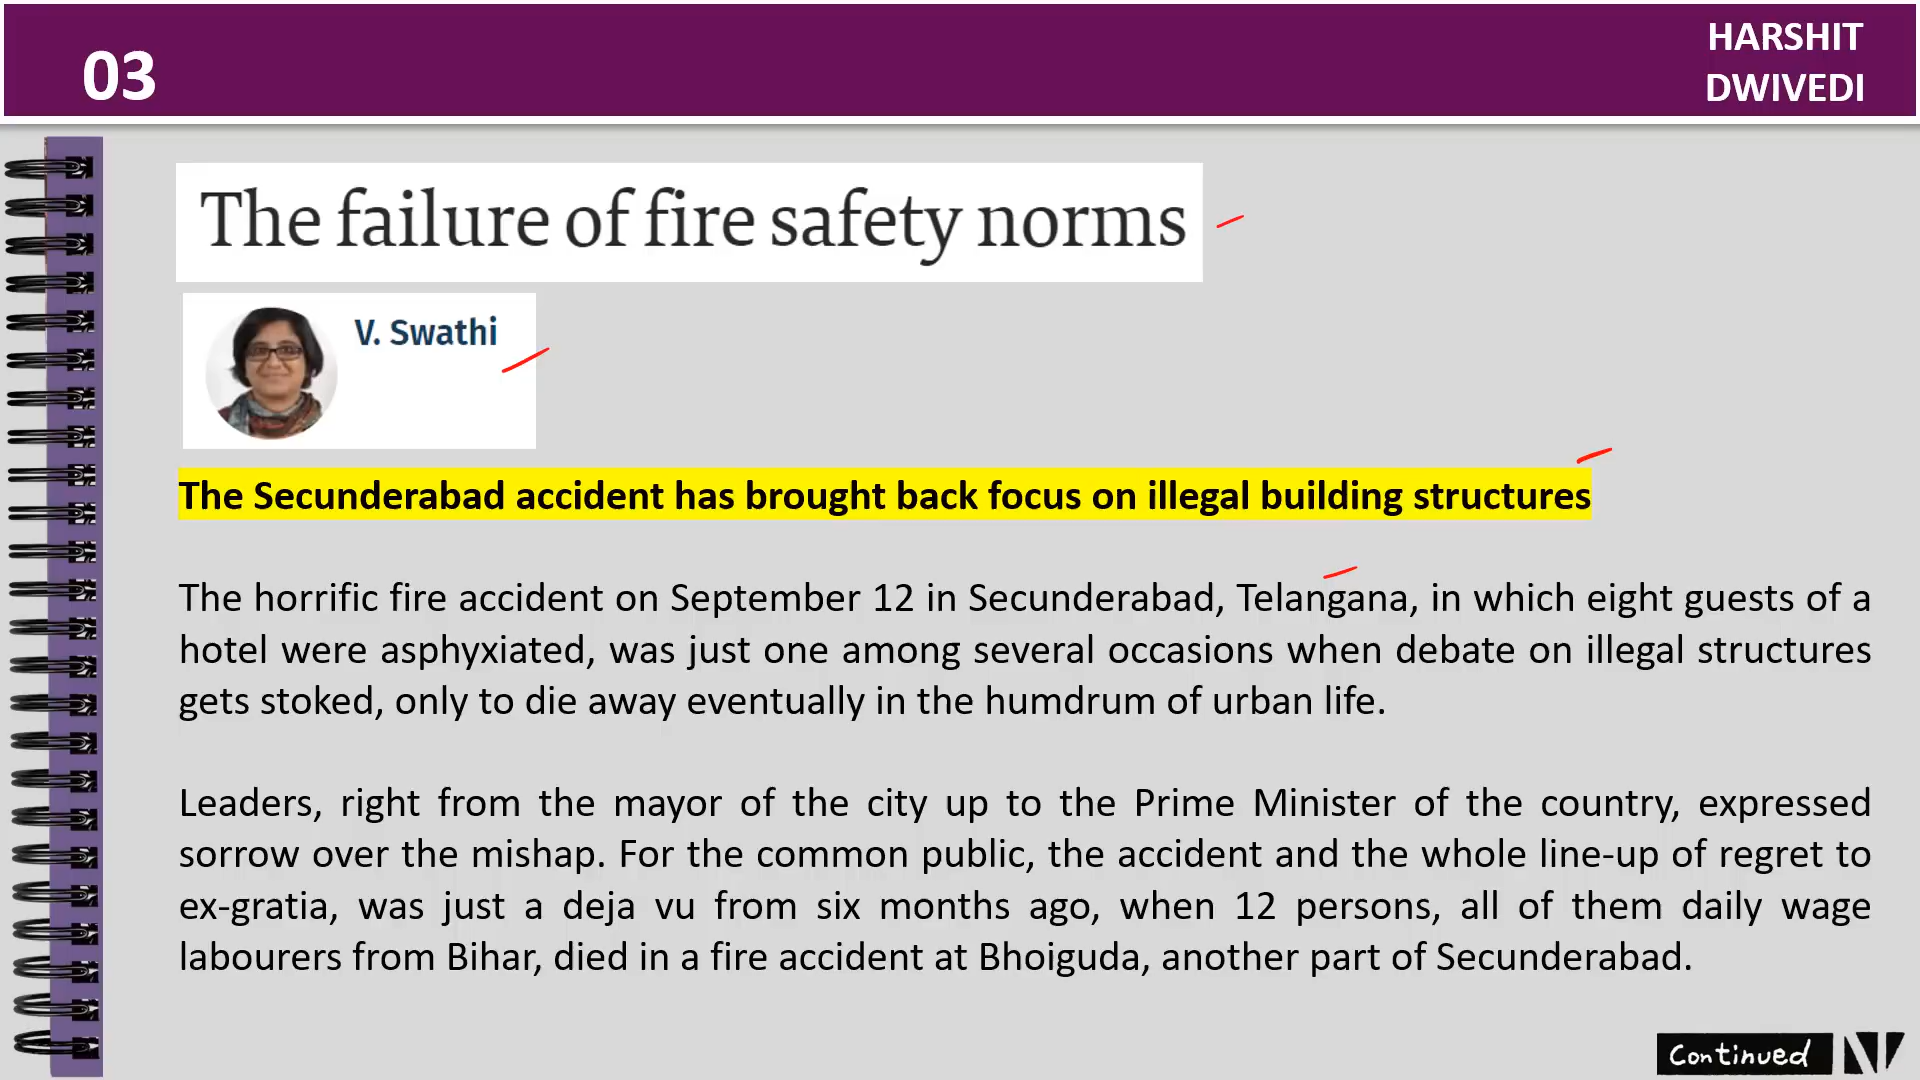 03
HARSHIT
DWIVEDI
The failure of fire safety norms
V. Swathi
The Secunderabad accident has brought back focus on illegal building structures
The horrific fire accident on September 12 in Secunderabad, Telangana, in which eight guests of a
hotel were asphyxiated, was just one among several occasions when debate on illegal structures
gets stoked, only to die away eventually in the humdrum of urban life.
Leaders, right from the mayor of the city up to the Prime Minister of the country, expressed
sorrow over the mishap. For the common public, the accident and the whole line-up of regret to
ex-gratia, was just a deja vu from six months ago, when 12 persons, all of them daily wage
labourers from Bihar, died in a fire accident at Bhoiguda, another part of Secunderabad.
Continued